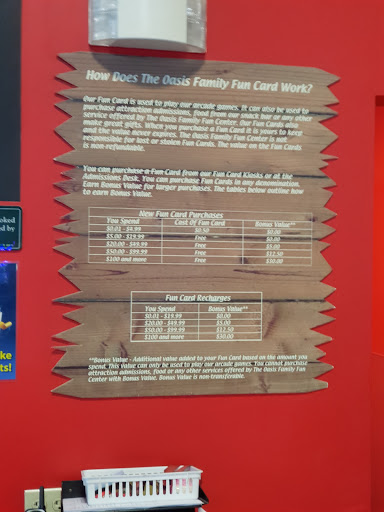 How Does The Oasis Family Fun Card Work?
Our Fun Card is used to play our arcade games. It can also be used to
purchase attraction admissions, food from our snack bar or any other
service offered by The Oasis Family Fun Center. Our Fun Cards also
make great gifts. When you purchase a Fun Card it is yours to keep
and the value never expires. The Oasis Family Fun Center is not
responsible for lost or stolen Fun Cards. The value on the Fun Cards
is non-refundable.
You can purchase a Fun Card from our Fun Card Kiosks or at the
Admissions Desk. You can purchase Fun Cards in any denomination.
Earn Bonus Value for larger purchases. The tables below outline how
to earn Bonus Value.
New Fun Card Purchases
You Spend Cost Of Fun Card Bonus Value**
$0.01 - $4.99 $0.50 $0.00
$5.00 - $19.99 Free $0.00
$20.00 - $49.99 Free $5.00
$50.00 - $99.99 Free $12.50
$100 and more Free $30.00
Fun Card Recharges
You Spend Bonus Value**
$0.01 - $19.99 $0.00
$20.00 - $49.99 $5.00
$50.00 - $99.99 $12.50
$100 and more $30.00
**Bonus Value - Additional value added to your Fun Card based on the amount you
spend. This value can only be used to play our arcade games. You cannot purchase
attraction admissions, food or any other services offered by The Oasis Family Fun
Center with Bonus Value. Bonus Value is non-transferable.
oked
d by
ke
ts!